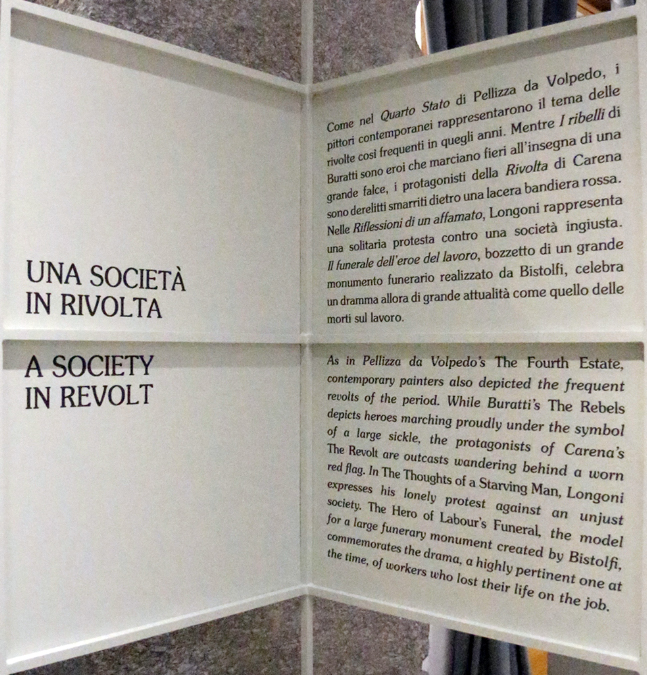 UNA SOCIETÀ
IN RIVOLTA
Come nel Quarto Stato di Pellizza da Volpedo, i
pittori contemporanei rappresentarono il tema delle
rivolte così frequenti in quegli anni. Mentre I ribelli di
Buratti sono eroi che marciano fieri all'insegna di una
grande falce, i protagonisti della Rivolta di Carena
sono derelitti smarriti dietro una lacera bandiera rossa.
Nelle Riflessioni di un affamato, Longoni rappresenta
una solitaria protesta contro una società ingiusta.
Il funerale dell'eroe del lavoro, bozzetto di un grande
monumento funerario realizzato da Bistolfi, celebra
un dramma allora di grande attualità come quello delle
morti sul lavoro.
A SOCIETY
IN REVOLT
As in Pellizza da Volpedo's The Fourth Estate,
contemporary painters also depicted the frequent
revolts of the period. While Buratti's The Rebels
depicts heroes marching proudly under the symbol
of a large sickle, the protagonists of Carena's
The Revolt are outcasts wandering behind a worn
red flag. In The Thoughts of a Starving Man, Longoni
expresses his lonely protest against an unjust
society. The Hero of Labour's Funeral, the model
for a large funerary monument created by Bistolfi,
commemorates the drama, a highly pertinent one at
the time, of workers who lost their life on the job.